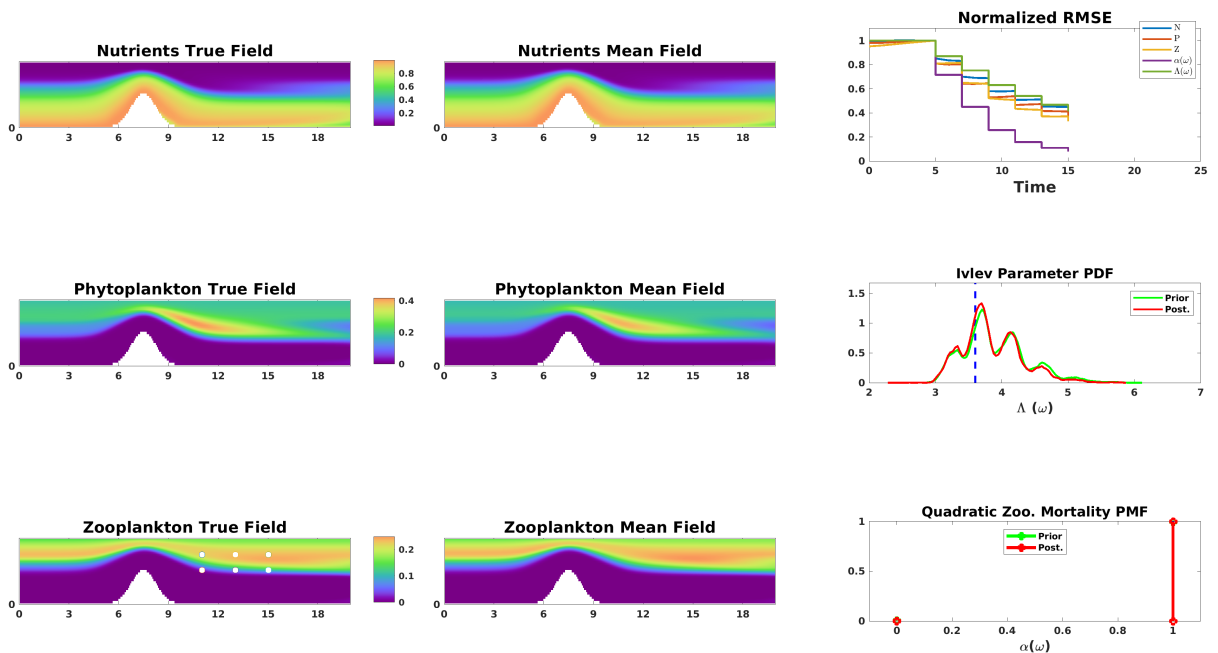 Nutrients True Field
0.8
0.6
0.4
0.2
0
0 3 6 9 12 15 18
Nutrients Mean Field
0
0 3 6 9 12 15 18
Normalized RMSE
N
P
Z
α(ω)
Λ(ω)
1
0.8
0.6
0.4
0.2
0
0 5 10 15 20 25
Time
Phytoplankton True Field
0.4
0.2
0
0
0 3 6 9 12 15 18
Phytoplankton Mean Field
0
0 3 6 9 12 15 18
Ivlev Parameter PDF
Prior
Post.
1.5
1
0.5
0
2 3 4 5 6 7
Λ (ω)
Zooplankton True Field
0.2
0.1
0
0
0 3 6 9 12 15 18
Zooplankton Mean Field
0
0 3 6 9 12 15 18
Quadratic Zoo. Mortality PMF
Prior
Post.
1
0.5
0
0 0.2 0.4 0.6 0.8 1
α(ω)